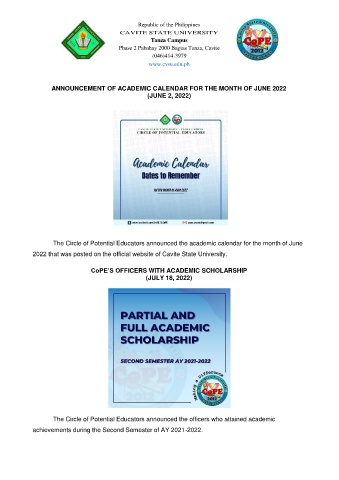 Republic of the Philippines
CAVITE STATE UNIVERSITY
Tanza Campus
Phase 2 Pabahay 2000 Bagtas Tanza, Cavite
(046)414-3979
www.cvsu.edu.ph
CoPE
2012
ANNOUNCEMENT OF ACADEMIC CALENDAR FOR THE MONTH OF JUNE 2022
(JUNE 2, 2022)
CIRCLE OF POTENTIAL EDUCATORS
Academic Calendar
Dates to Remember
The Circle of Potential Educators announced the academic calendar for the month of June
2022 that was posted on the official website of Cavite State University.
CoPE'S OFFICERS WITH ACADEMIC SCHOLARSHIP
(JULY 18, 2022)
PARTIAL AND
FULL ACADEMIC
SCHOLARSHIP
SECOND SEMESTER AY 2021-2022
CoPE
2012
The Circle of Potential Educators announced the officers who attained academic
achievements during the Second Semester of AY 2021-2022.